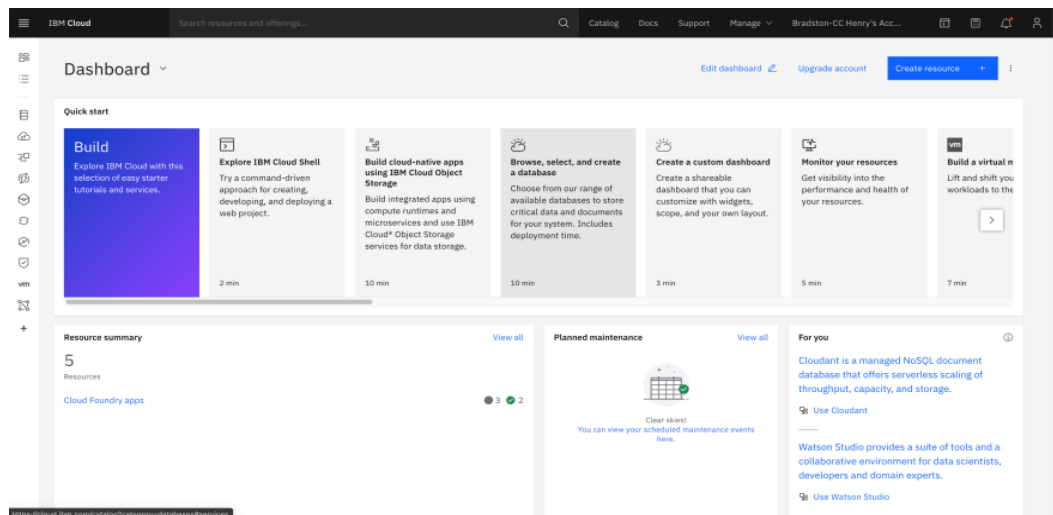 IBM Cloud
Search resources and offerings...
Catalog
Docs
Support
Manage
Bradston-CC Henry's Acc...
Dashboard
Edit dashboard
Upgrade account
Create resource +
Quick start
Build
Explore IBM Cloud with this
selection of easy starter
tutorials and services.
Explore IBM Cloud Shell
Try a command-driven
approach for creating,
developing, and deploying a
web project.
2 min
Build cloud-native apps
using IBM Cloud Object
Storage
Build integrated apps using
compute runtimes and
microservices and use IBM
Cloud® Object Storage
services for data storage.
10 min
Browse, select, and create
a database
Choose from our range of
available databases to store
critical data and documents
for your system. Includes
deployment time.
10 min
Create a custom dashboard
Create a shareable
dashboard that you can
customize with widgets,
scope, and your own layout.
3 min
Monitor your resources
Get visibility into the
performance and health of
your resources.
5 min
vm
Build a virtual m
Lift and shift you
workloads to the
7 min
vm
+
Resource summary
View all
5
Resources
Cloud Foundry apps
3
2
Planned maintenance
View all
Clear skies!
You can view your scheduled maintenance events
here.
For you
Cloudant is a managed NoSQL document
database that offers serverless scaling of
throughput, capacity, and storage.
Use Cloudant
Watson Studio provides a suite of tools and a
collaborative environment for data scientists,
developers and domain experts.
Use Watson Studio